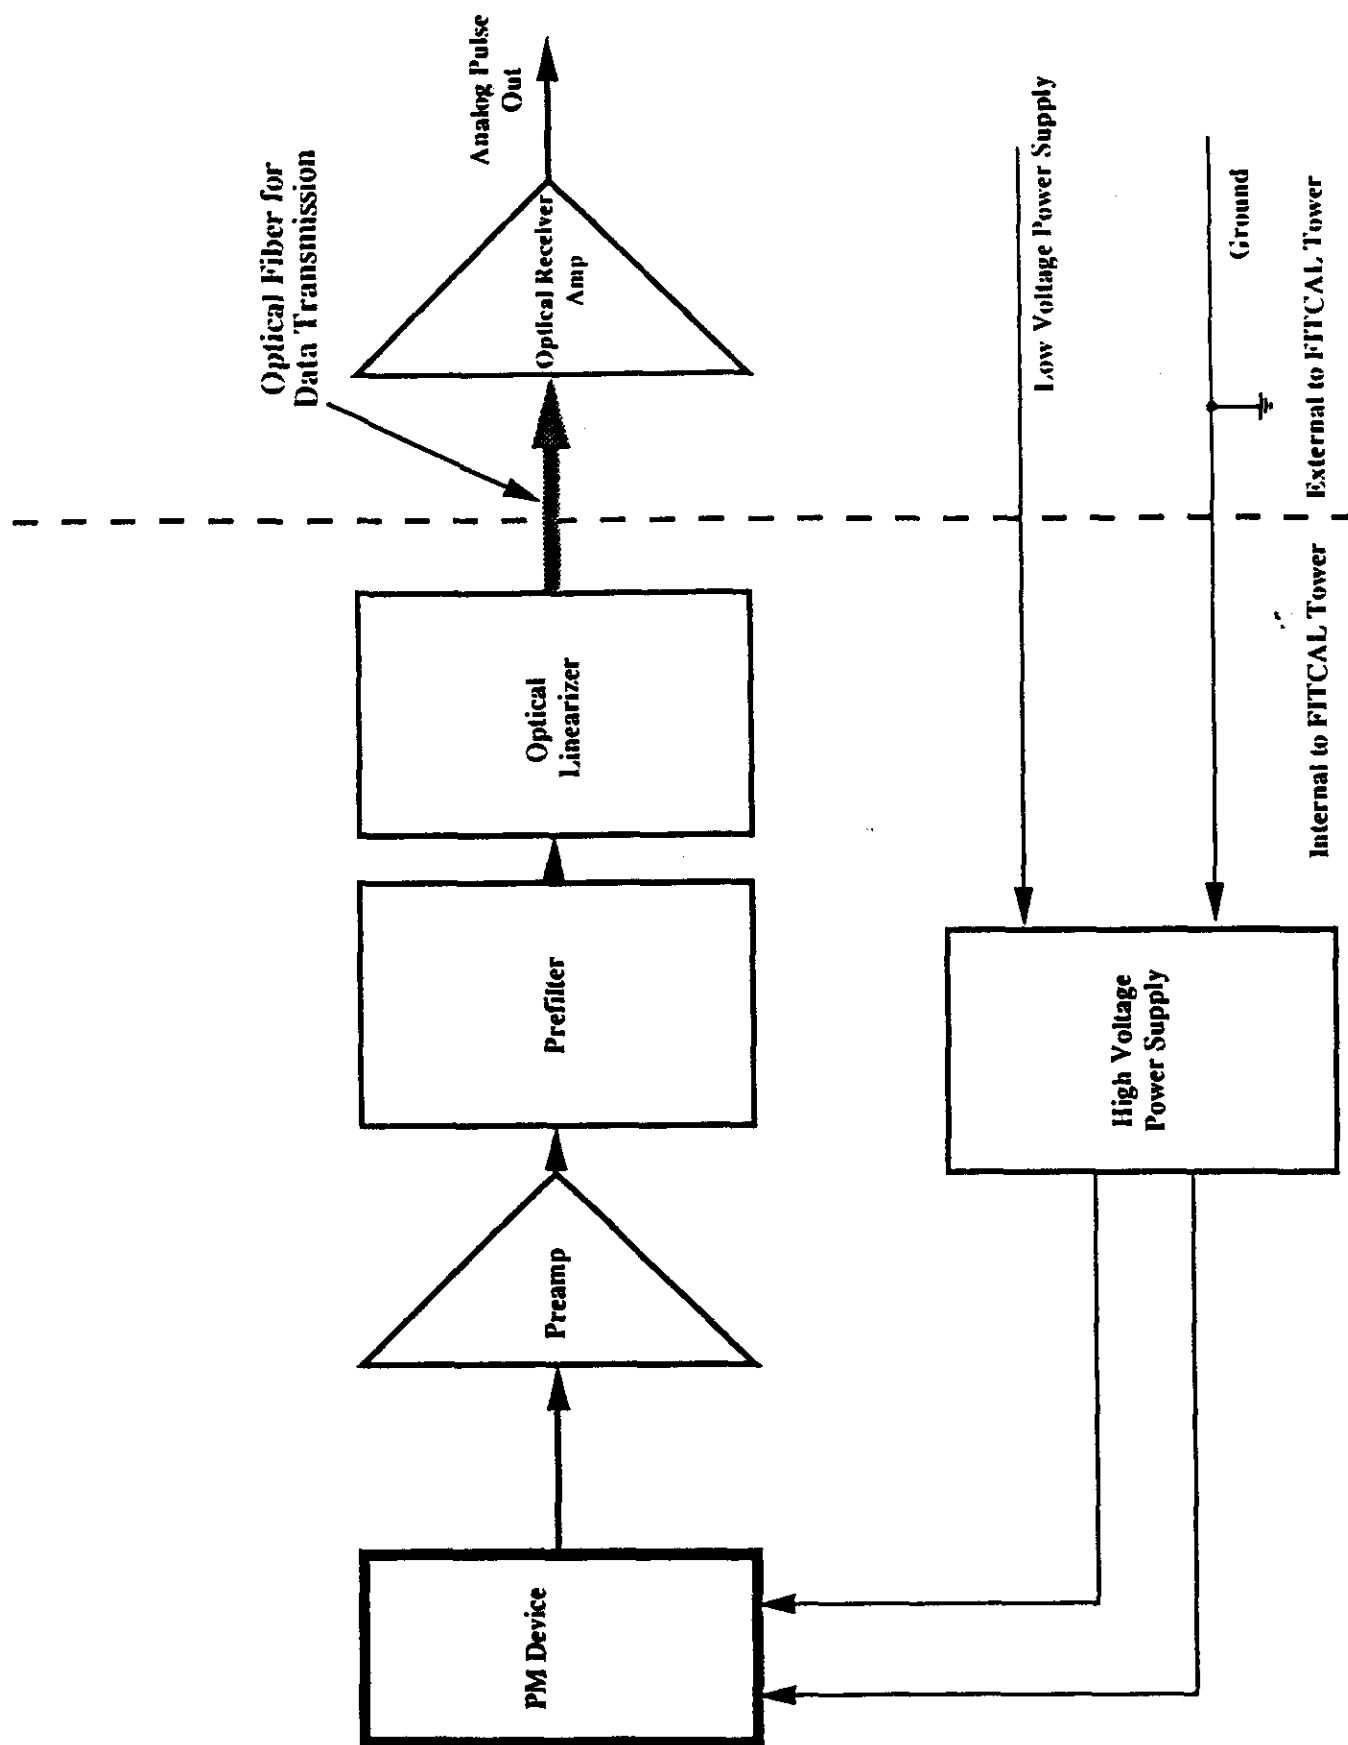 Optical Fiber for
Data Transmission
Analog Pulse
Out
PM Device
Preamp
Prefilter
Optical
Linearizer
Optical Receiver
Amp
High Voltage
Power Supply
Low Voltage Power Supply
Ground
Internal to FITCAL Tower
External to FITCAL Tower